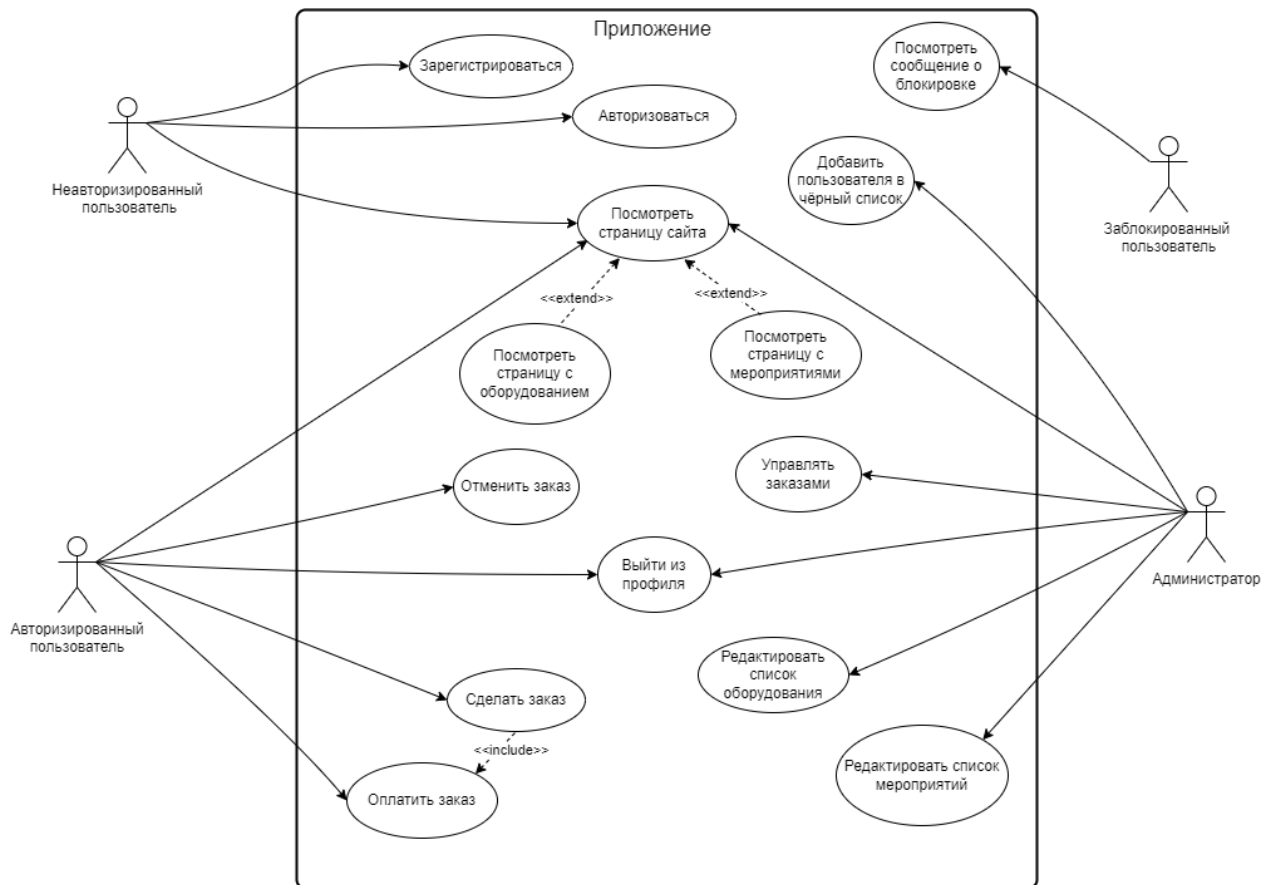 Приложение
Зарегистрироваться
Посмотреть
сообщение о
блокировке
Авторизоваться
Неавторизированный
пользователь
Добавить
пользователя в
чёрный список
Заблокированный
пользователь
Посмотреть
страницу сайта
<<extend>>
<<extend>>
Посмотреть
страницу с
оборудованием
Посмотреть
страницу с
мероприятиями
Отменить заказ
Управлять
заказами
Выйти из
профиля
Администратор
Авторизированный
пользователь
Редактировать
список
оборудования
Сделать заказ
<<include>>
Редактировать список
мероприятий
Оплатить заказ